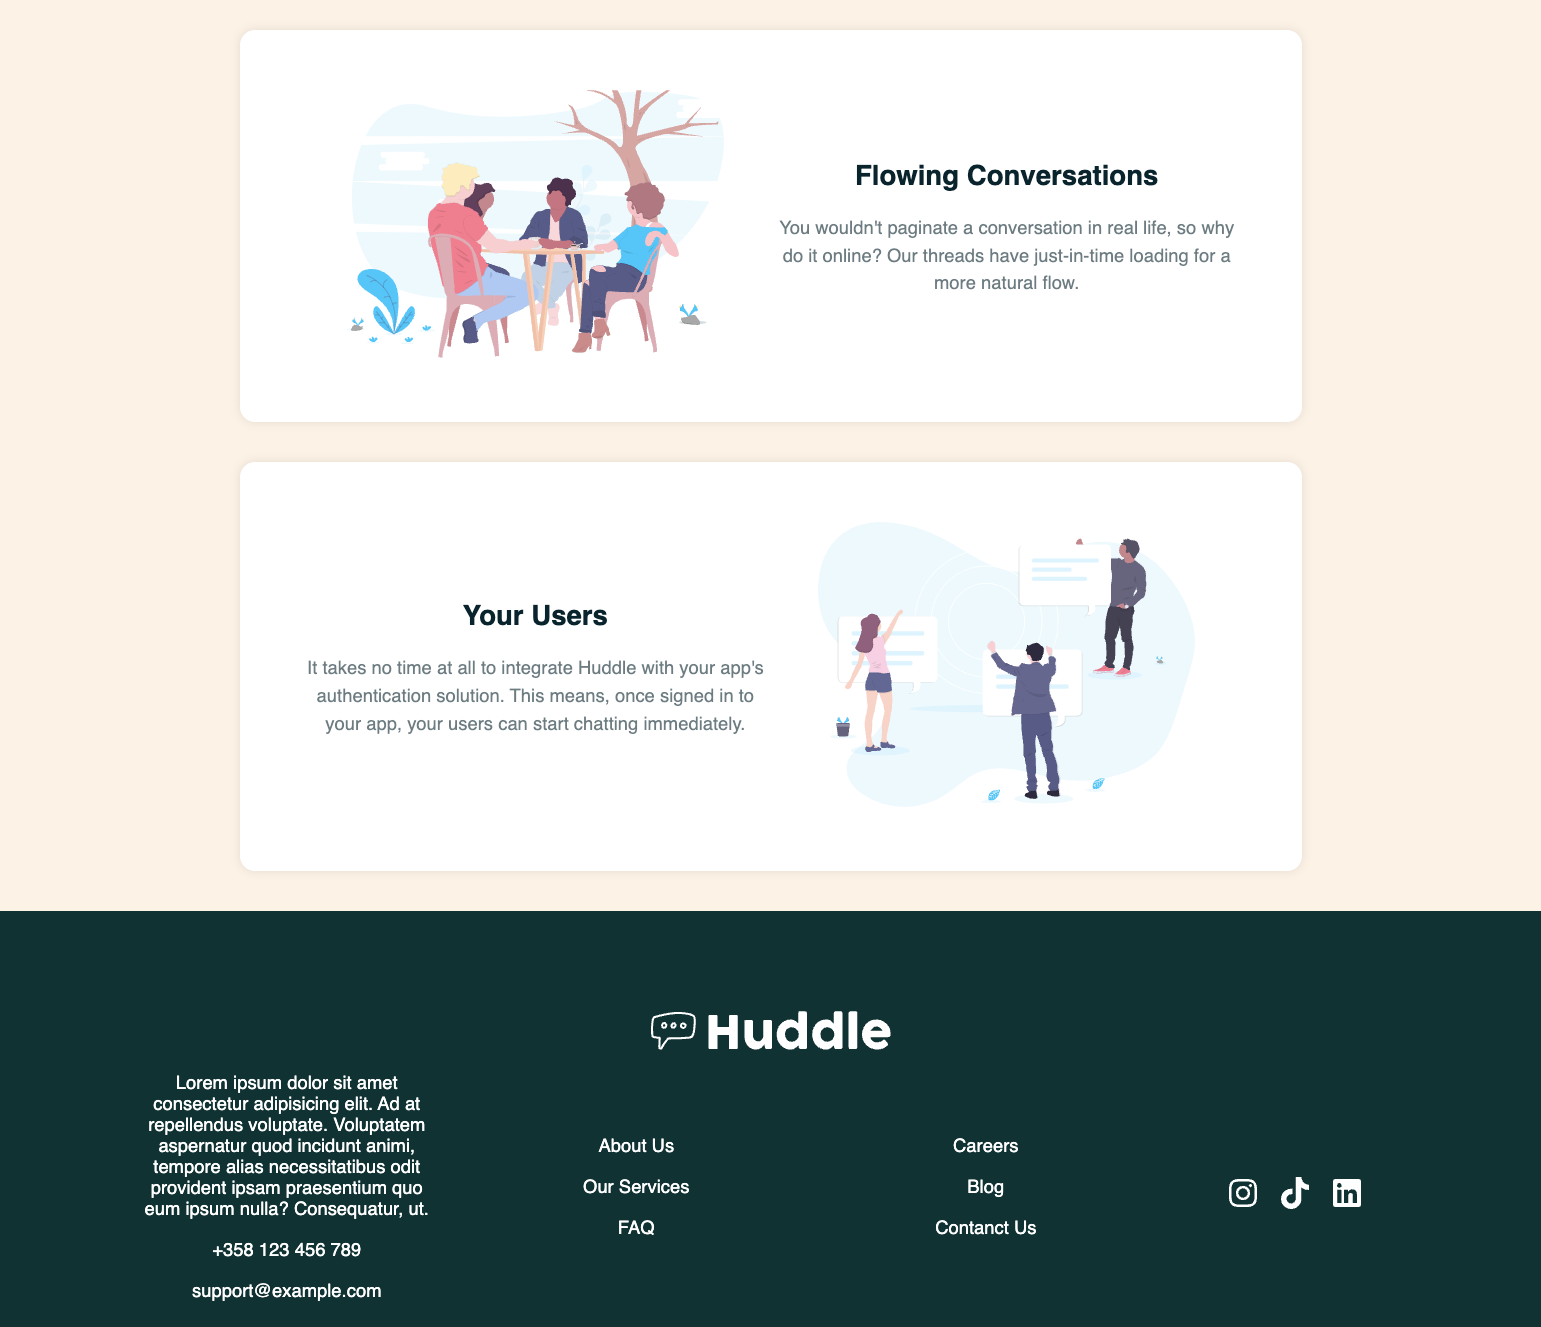 Flowing Conversations
You wouldn't paginate a conversation in real life, so why
do it online? Our threads have just-in-time loading for a
more natural flow.
Your Users
It takes no time at all to integrate Huddle with your app's
authentication solution. This means, once signed in to
your app, your users can start chatting immediately.
Huddle
Lorem ipsum dolor sit amet
consectetur adipisicing elit. Ad at
repellendus voluptate. Voluptatem
aspernatur quod incidunt animi,
tempore alias necessitatibus odit
provident ipsam praesentium quo
eum ipsum nulla? Consequatur, ut.
+358 123 456 789
support@example.com
About Us
Our Services
FAQ
Careers
Blog
Contanct Us